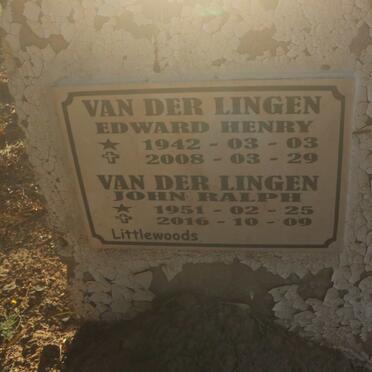 VAN DER LINGEN
EDWARD HENRY
1942 - 03 - 03
2008 - 03 - 29
VAN DER LINGEN
JOHN RALPH
1951 - 02 - 25
2016 - 10 - 09
Littlewoods